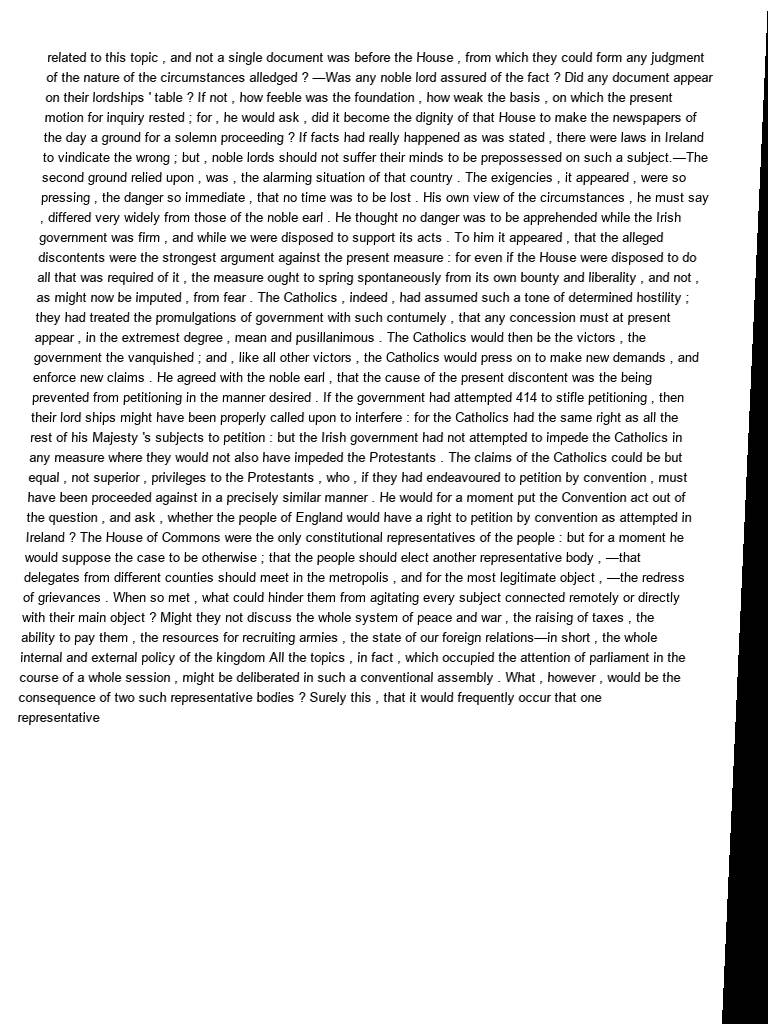 related to this topic , and not a single document was before the House , from which they could form any judgment
of the nature of the circumstances alledged ? —Was any noble lord assured of the fact ? Did any document appear
on their lordships ' table ? If not , how feeble was the foundation , how weak the basis , on which the present
motion for inquiry rested ; for , he would ask , did it become the dignity of that House to make the newspapers of
the day a ground for a solemn proceeding ? If facts had really happened as was stated , there were laws in Ireland
to vindicate the wrong ; but , noble lords should not suffer their minds to be prepossessed on such a subject.—The
second ground relied upon , was , the alarming situation of that country . The exigencies , it appeared , were so
pressing , the danger so immediate , that no time was to be lost . His own view of the circumstances , he must say
, differed very widely from those of the noble earl . He thought no danger was to be apprehended while the Irish
government was firm , and while we were disposed to support its acts . To him it appeared , that the alleged
discontents were the strongest argument against the present measure : for even if the House were disposed to do
all that was required of it , the measure ought to spring spontaneously from its own bounty and liberality , and not ,
as might now be imputed , from fear . The Catholics , indeed , had assumed such a tone of determined hostility ;
they had treated the promulgations of government with such contumely , that any concession must at present
appear , in the extremest degree , mean and pusillanimous . The Catholics would then be the victors , the
government the vanquished ; and , like all other victors , the Catholics would press on to make new demands , and
enforce new claims . He agreed with the noble earl , that the cause of the present discontent was the being
prevented from petitioning in the manner desired . If the government had attempted 414 to stifle petitioning , then
their lord ships might have been properly called upon to interfere : for the Catholics had the same right as all the
rest of his Majesty 's subjects to petition : but the Irish government had not attempted to impede the Catholics in
any measure where they would not also have impeded the Protestants . The claims of the Catholics could be but
equal , not superior , privileges to the Protestants , who , if they had endeavoured to petition by convention , must
have been proceeded against in a precisely similar manner . He would for a moment put the Convention act out of
the question , and ask , whether the people of England would have a right to petition by convention as attempted in
Ireland ? The House of Commons were the only constitutional representatives of the people : but for a moment he
would suppose the case to be otherwise ; that the people should elect another representative body , —that
delegates from different counties should meet in the metropolis , and for the most legitimate object , —the redress
of grievances . When so met , what could hinder them from agitating every subject connected remotely or directly
with their main object ? Might they not discuss the whole system of peace and war , the raising of taxes , the
ability to pay them , the resources for recruiting armies , the state of our foreign relations—in short , the whole
internal and external policy of the kingdom All the topics , in fact , which occupied the attention of parliament in the
course of a whole session , might be deliberated in such a conventional assembly . What , however , would be the
consequence of two such representative bodies ? Surely this , that it would frequently occur that one
representative